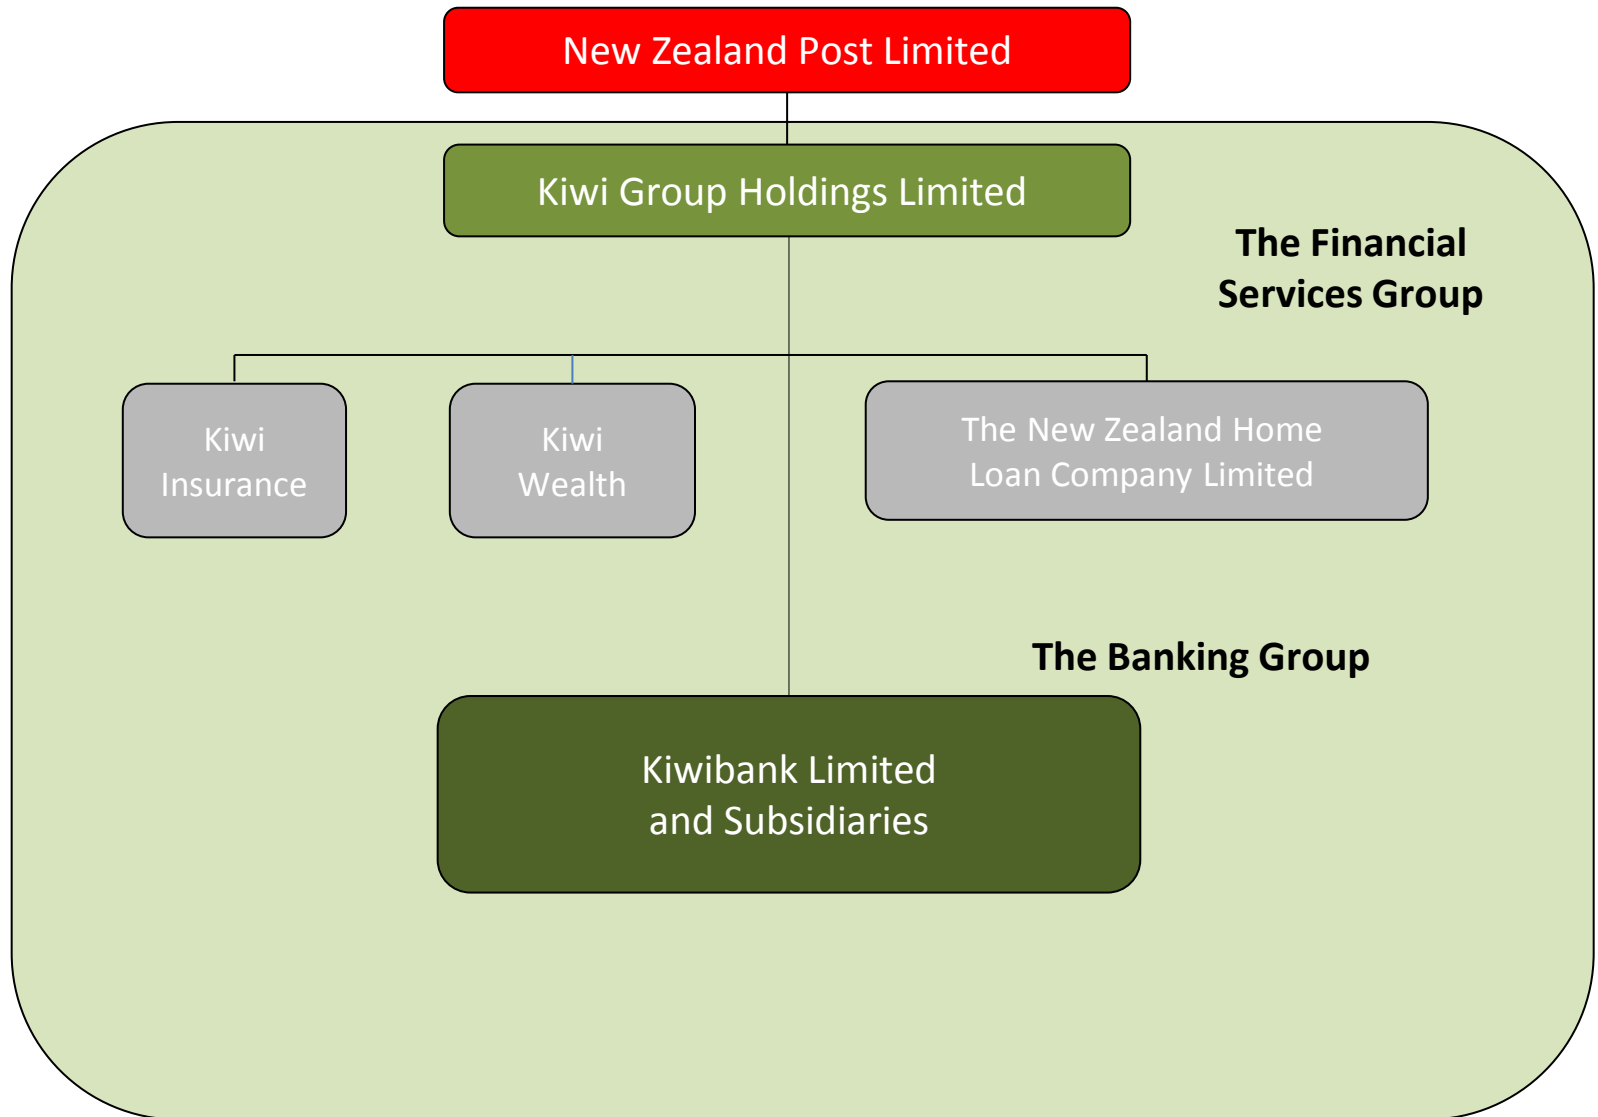 New Zealand Post Limited
Kiwi Group Holdings Limited
The Financial
Services Group
Kiwi
Insurance
Kiwi
Wealth
The New Zealand Home
Loan Company Limited
The Banking Group
Kiwibank Limited
and Subsidiaries